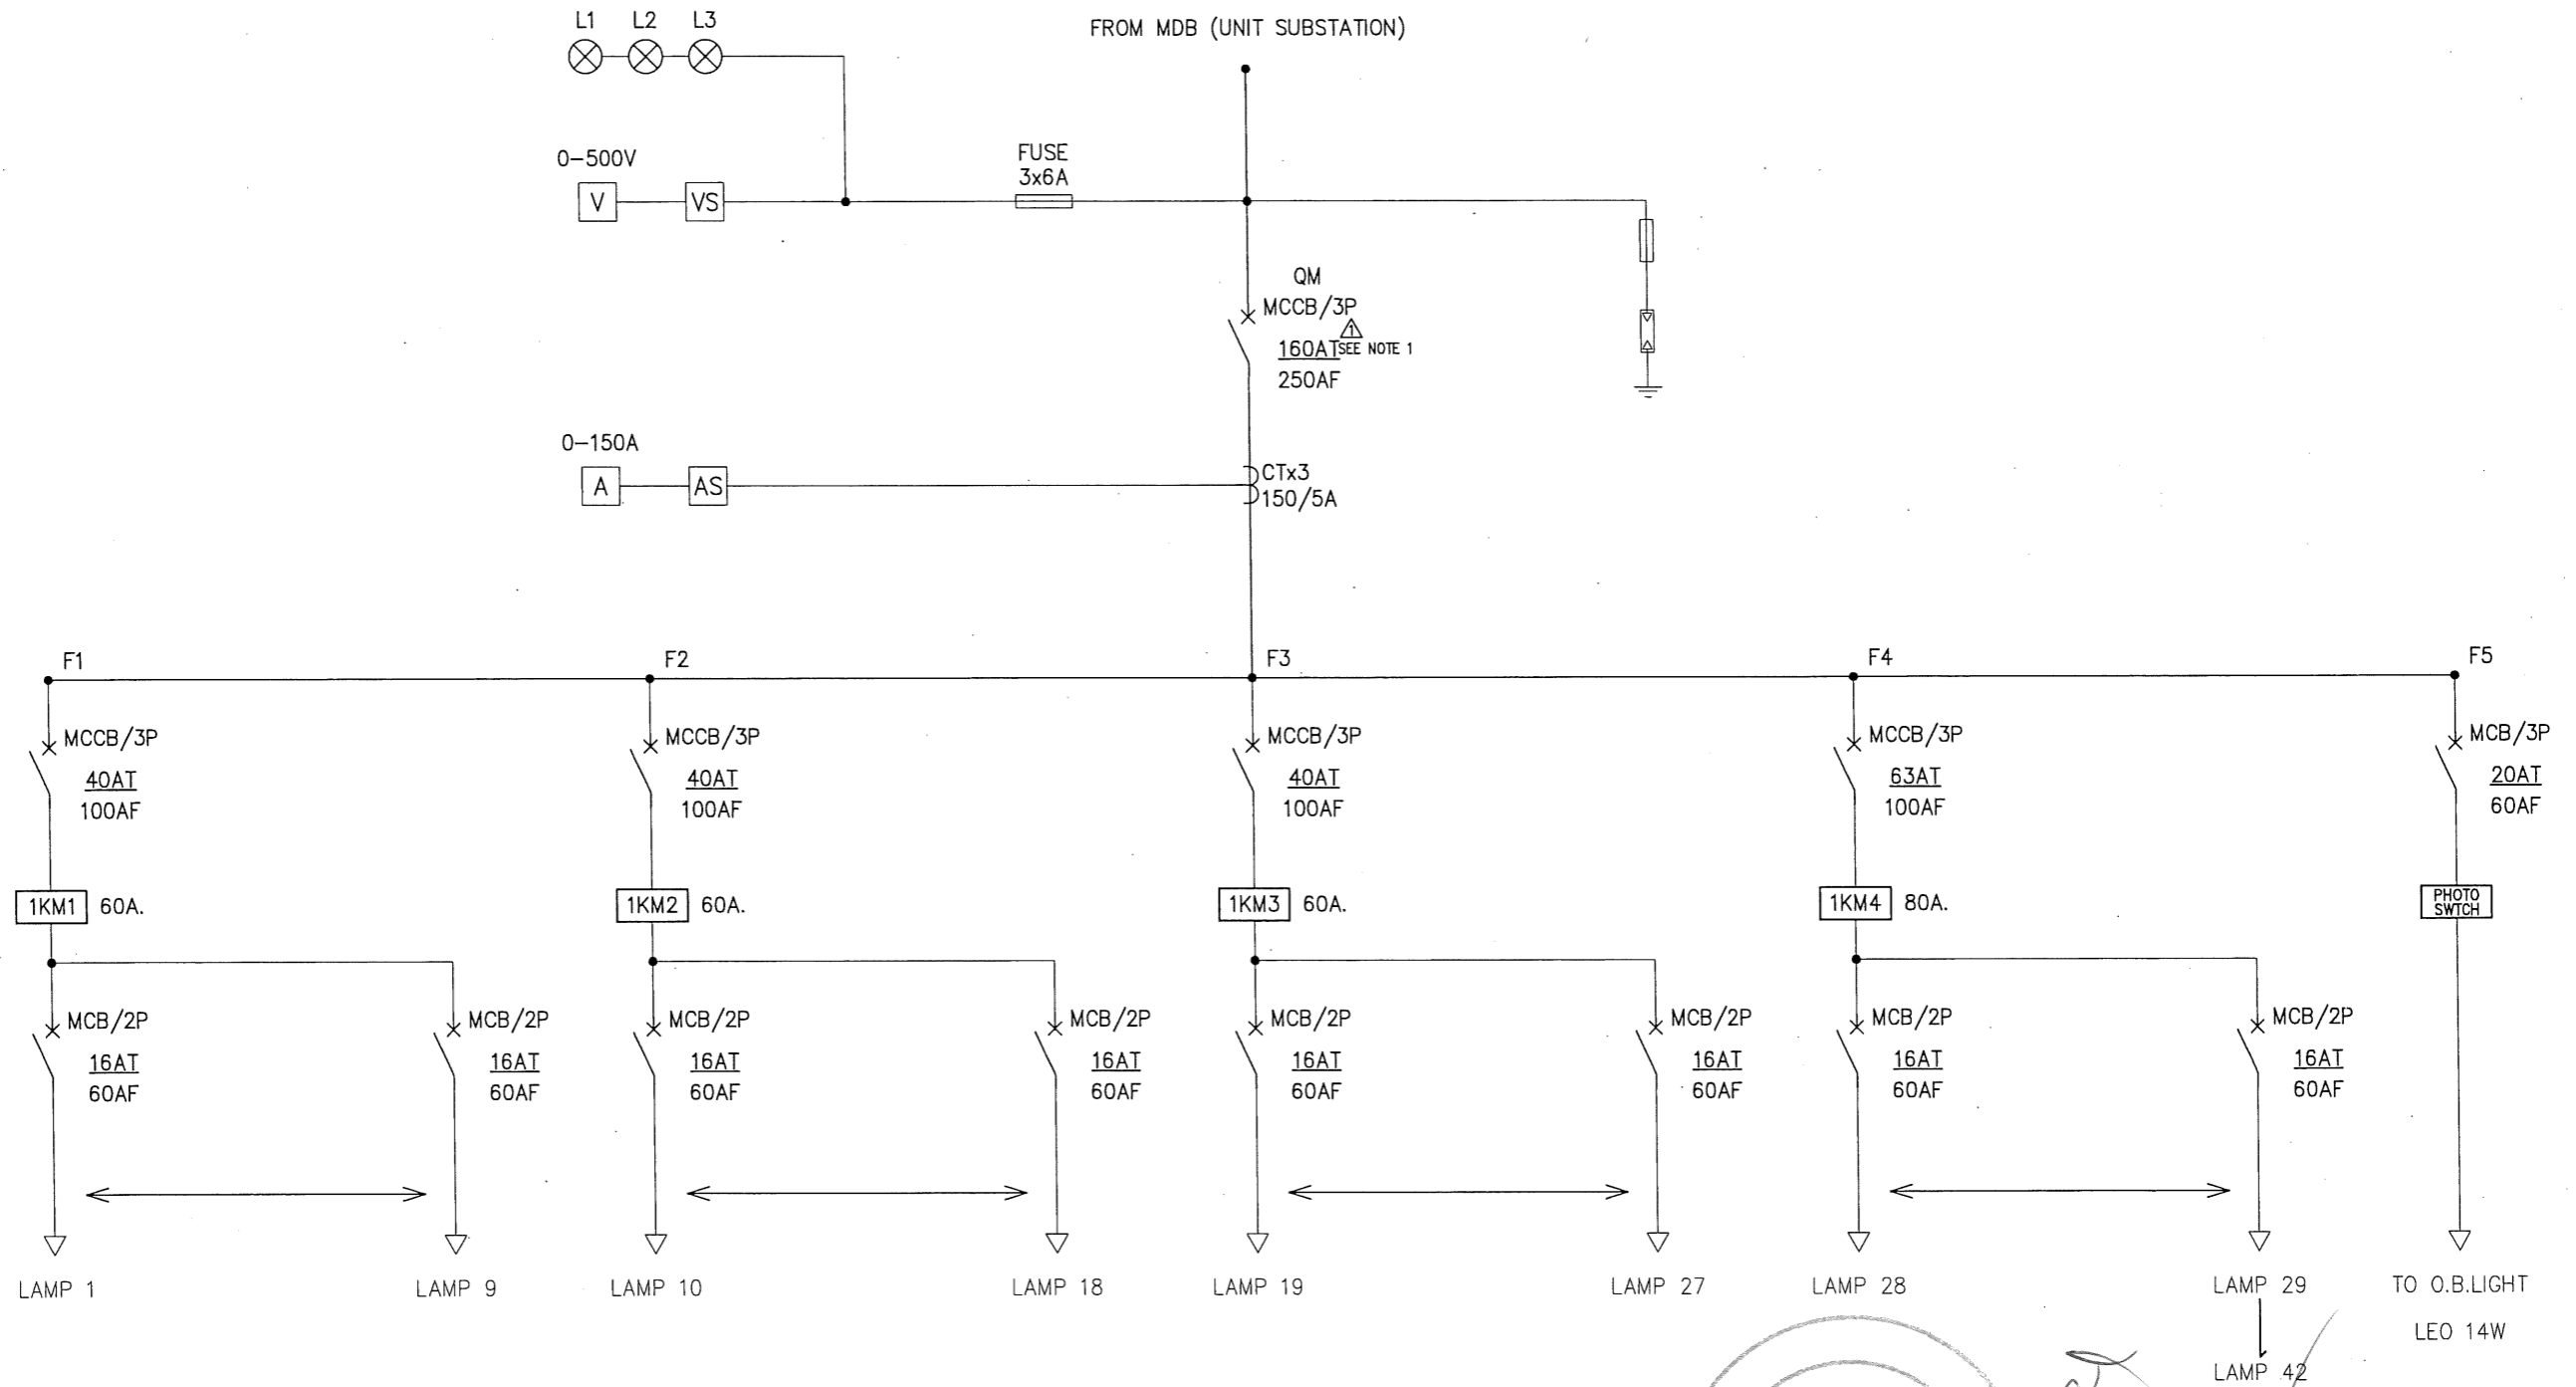 L1 L2 L3
FROM MDB (UNIT SUBSTATION)
0-500V
V VS
FUSE
3x6A
QM
MCCB/3P
1
160AT SEE NOTE 1
250AF
0-150A
A AS
CTx3
150/5A
F1 F2 F3 F4 F5
MCCB/3P MCCB/3P MCCB/3P MCCB/3P MCB/3P
40AT 40AT 40AT 63AT 20AT
100AF 100AF 100AF 100AF 60AF
1KM1 60A. 1KM2 60A. 1KM3 60A. 1KM4 80A. PHOTO
SWTCH
MCB/2P MCB/2P MCB/2P MCB/2P MCB/2P MCB/2P MCB/2P MCB/2P
16AT 16AT 16AT 16AT 16AT 16AT 16AT 16AT
60AF 60AF 60AF 60AF 60AF 60AF 60AF 60AF
LAMP 1 LAMP 9 LAMP 10 LAMP 18 LAMP 19 LAMP 27 LAMP 28 LAMP 29 TO O.B.LIGHT
LEO 14W
LAMP 42